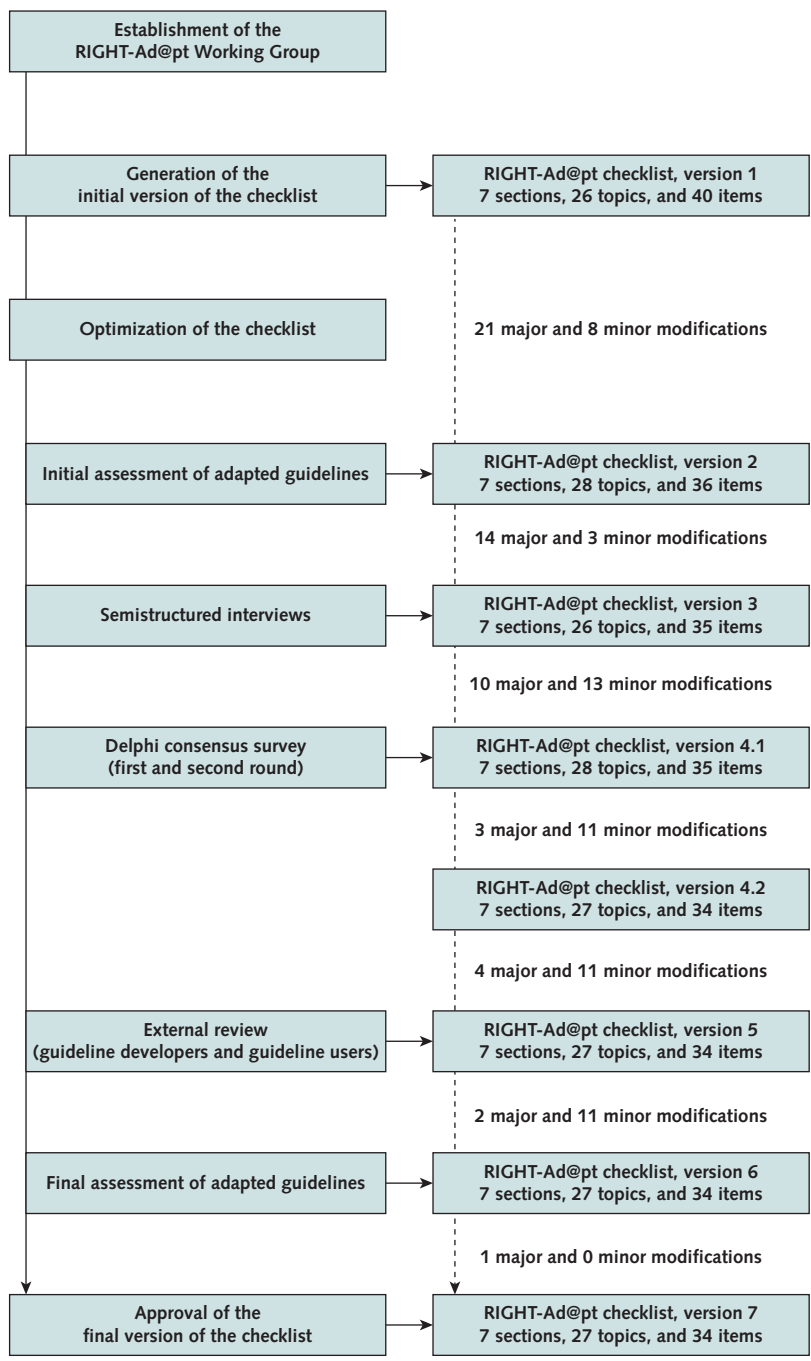 Establishment of the
RIGHT-Ad@pt Working Group
Generation of the
initial version of the checklist
RIGHT-Ad@pt checklist, version 1
7 sections, 26 topics, and 40 items
Optimization of the checklist
21 major and 8 minor modifications
Initial assessment of adapted guidelines
RIGHT-Ad@pt checklist, version 2
7 sections, 28 topics, and 36 items
14 major and 3 minor modifications
Semistructured interviews
RIGHT-Ad@pt checklist, version 3
7 sections, 26 topics, and 35 items
10 major and 13 minor modifications
Delphi consensus survey
(first and second round)
RIGHT-Ad@pt checklist, version 4.1
7 sections, 28 topics, and 35 items
3 major and 11 minor modifications
RIGHT-Ad@pt checklist, version 4.2
7 sections, 27 topics, and 34 items
4 major and 11 minor modifications
External review
(guideline developers and guideline users)
RIGHT-Ad@pt checklist, version 5
7 sections, 27 topics, and 34 items
2 major and 11 minor modifications
Final assessment of adapted guidelines
RIGHT-Ad@pt checklist, version 6
7 sections, 27 topics, and 34 items
1 major and 0 minor modifications
Approval of the
final version of the checklist
RIGHT-Ad@pt checklist, version 7
7 sections, 27 topics, and 34 items